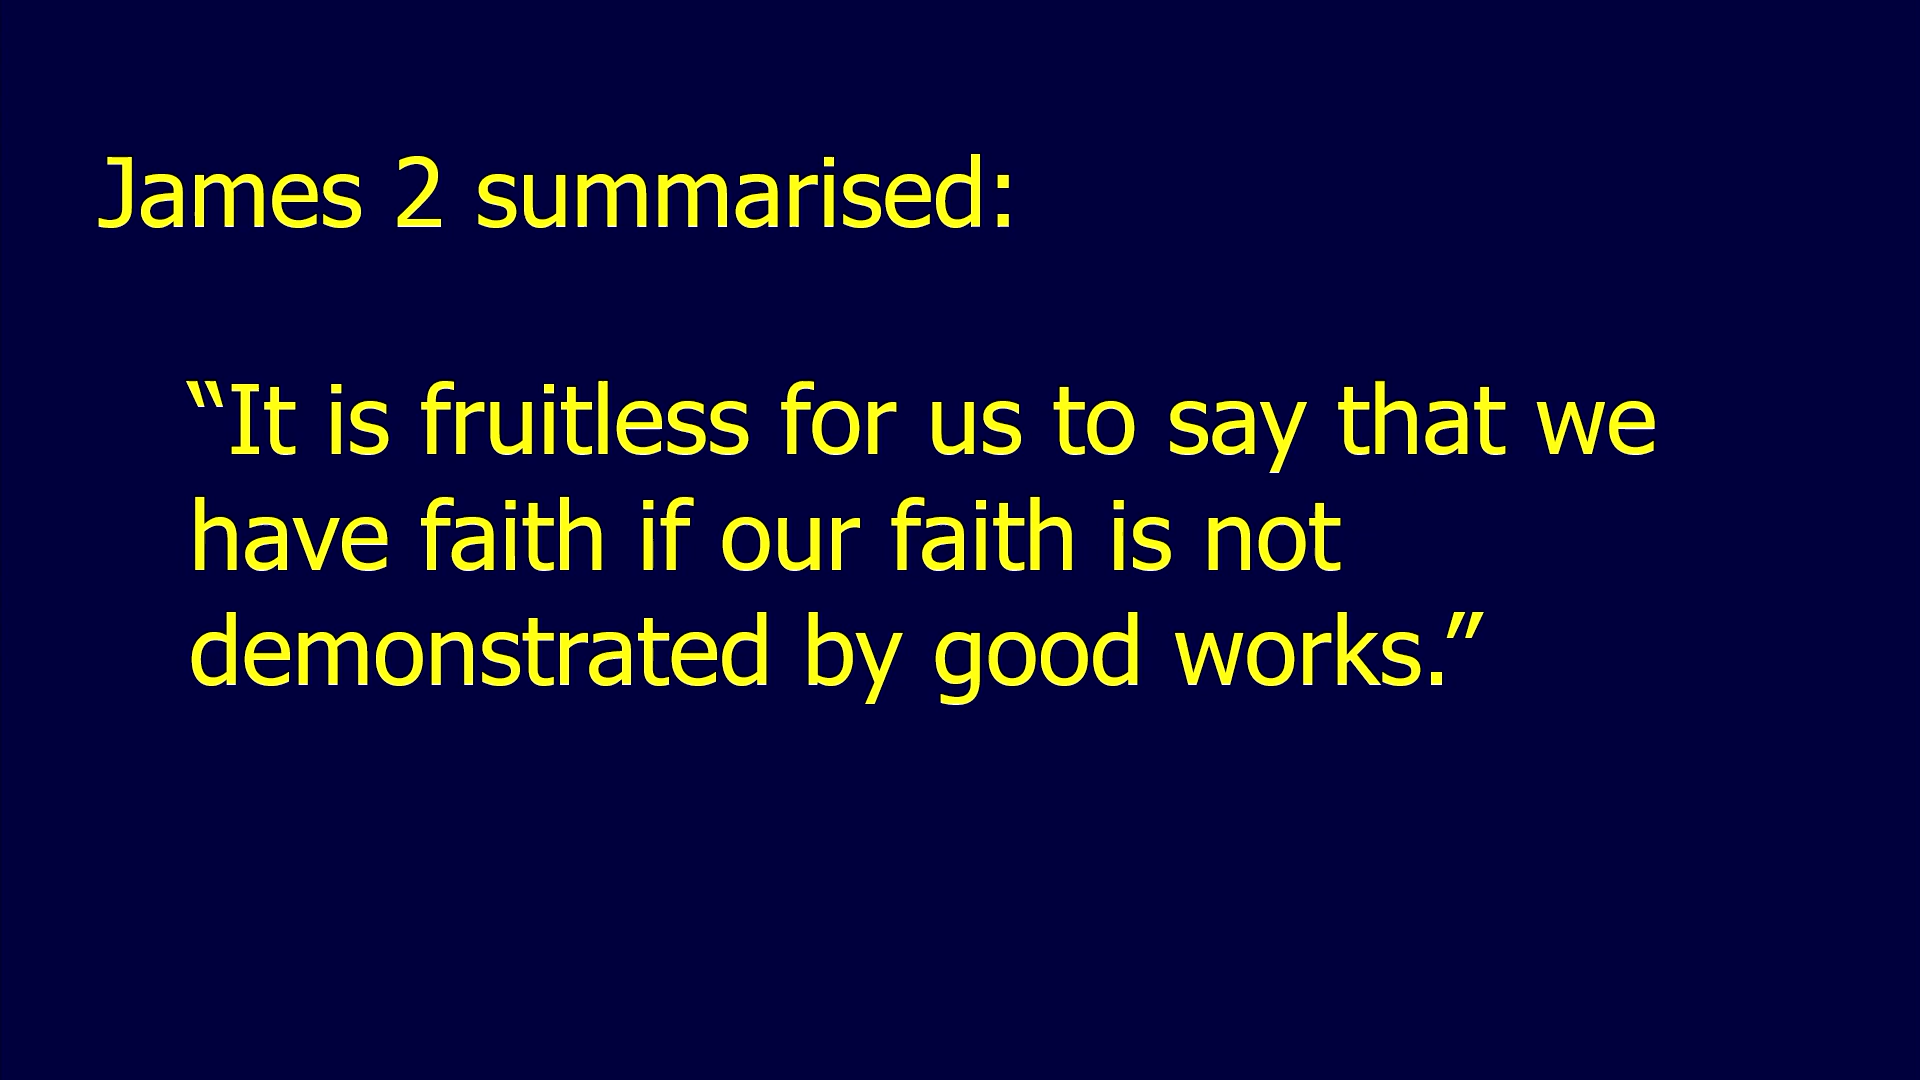 James 2 summarised:
“It is fruitless for us to say that we
have faith if our faith is not
demonstrated by good works.”